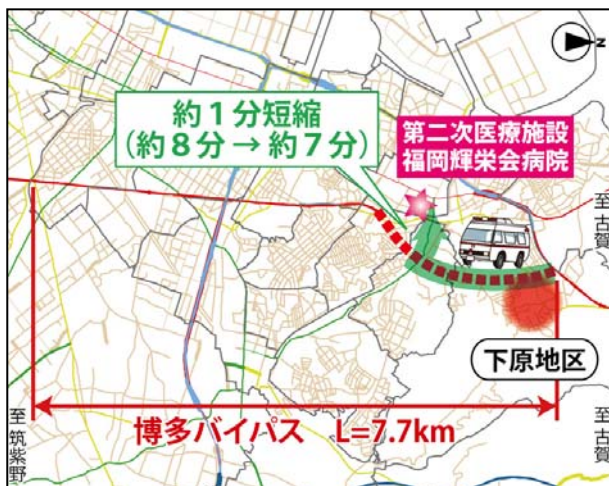 N
約1分短縮
(約8分→約7分)
第二次医療施設
福岡輝栄会病院
至古賀
下原地区
至筑紫野
博多バイパス L=7.7km
至古賀